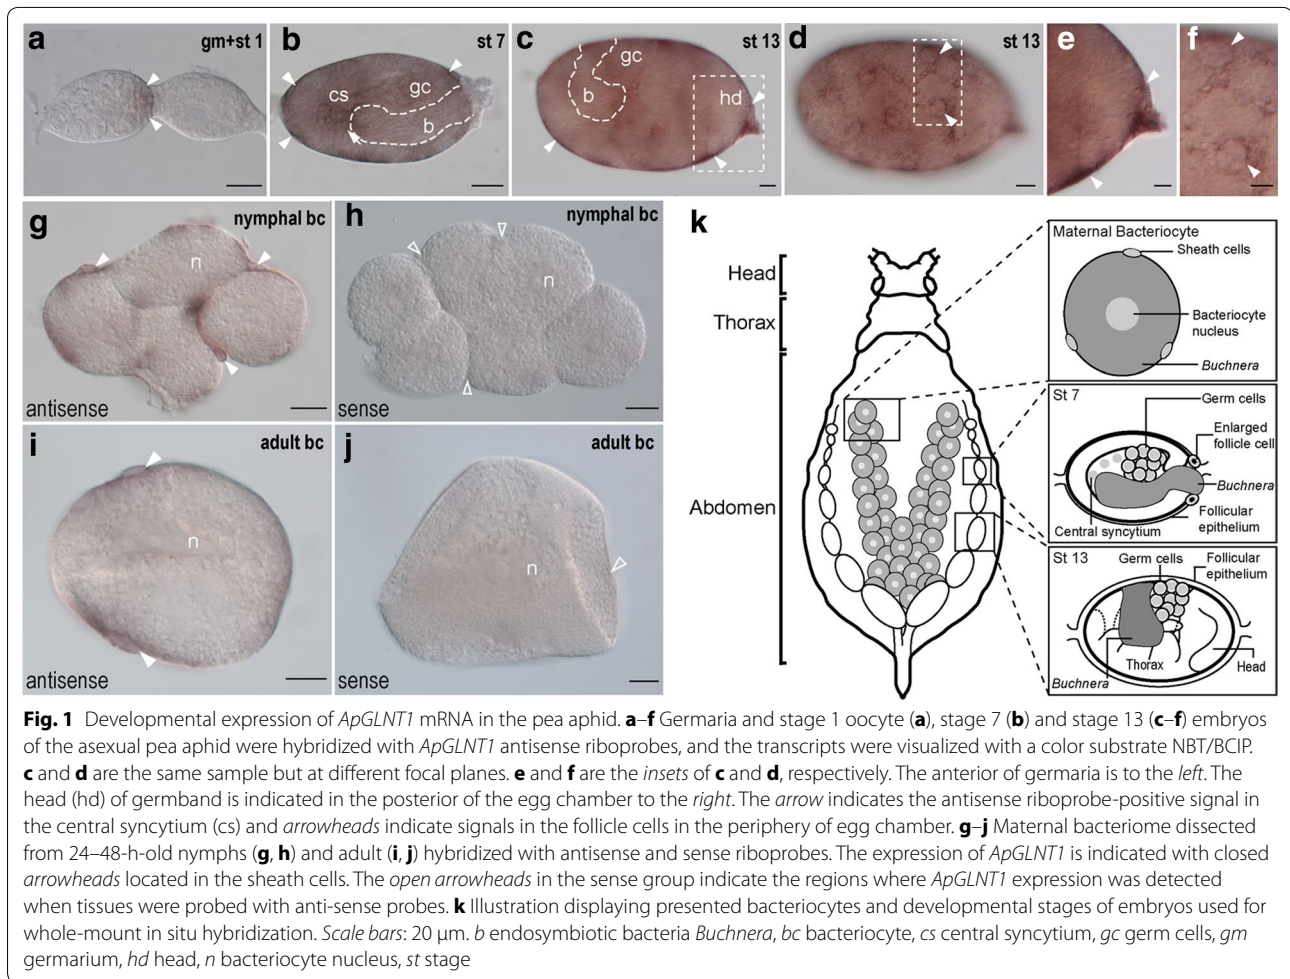 a
gm+st 1
b
st 7
cs
gc
b
c
st 13
gc
b
hd
d
st 13
e
f
g
nymphal bc
n
antisense
h
nymphal bc
n
sense
i
adult bc
n
antisense
j
adult bc
n
sense
k
Head
Thorax
Abdomen
Maternal Bacteriocyte
Sheath cells
Bacteriocyte
nucleus
Buchnera
St 7
Germ cells
Enlarged
follicle cell
Buchnera
Follicular
epithelium
Central syncytium
St 13
Germ cells
Follicular
epithelium
Thorax
Head
Buchnera
Fig. 1 Developmental expression of ApGLNT1 mRNA in the pea aphid. a–f Germaria and stage 1 oocyte (a), stage 7 (b) and stage 13 (c–f) embryos
of the asexual pea aphid were hybridized with ApGLNT1 antisense riboprobes, and the transcripts were visualized with a color substrate NBT/BCIP.
c and d are the same sample but at different focal planes. e and f are the insets of c and d, respectively. The anterior of germaria is to the left. The
head (hd) of germband is indicated in the posterior of the egg chamber to the right. The arrow indicates the antisense riboprobe-positive signal in
the central syncytium (cs) and arrowheads indicate signals in the follicle cells in the periphery of egg chamber. g–j Maternal bacteriome dissected
from 24–48-h-old nymphs (g, h) and adult (i, j) hybridized with antisense and sense riboprobes. The expression of ApGLNT1 is indicated with closed
arrowheads located in the sheath cells. The open arrowheads in the sense group indicate the regions where ApGLNT1 expression was detected
when tissues were probed with anti-sense probes. k Illustration displaying presented bacteriocytes and developmental stages of embryos used for
whole-mount in situ hybridization. Scale bars: 20 μm. b endosymbiotic bacteria Buchnera, bc bacteriocyte, cs central syncytium, gc germ cells, gm
germarium, hd head, n bacteriocyte nucleus, st stage